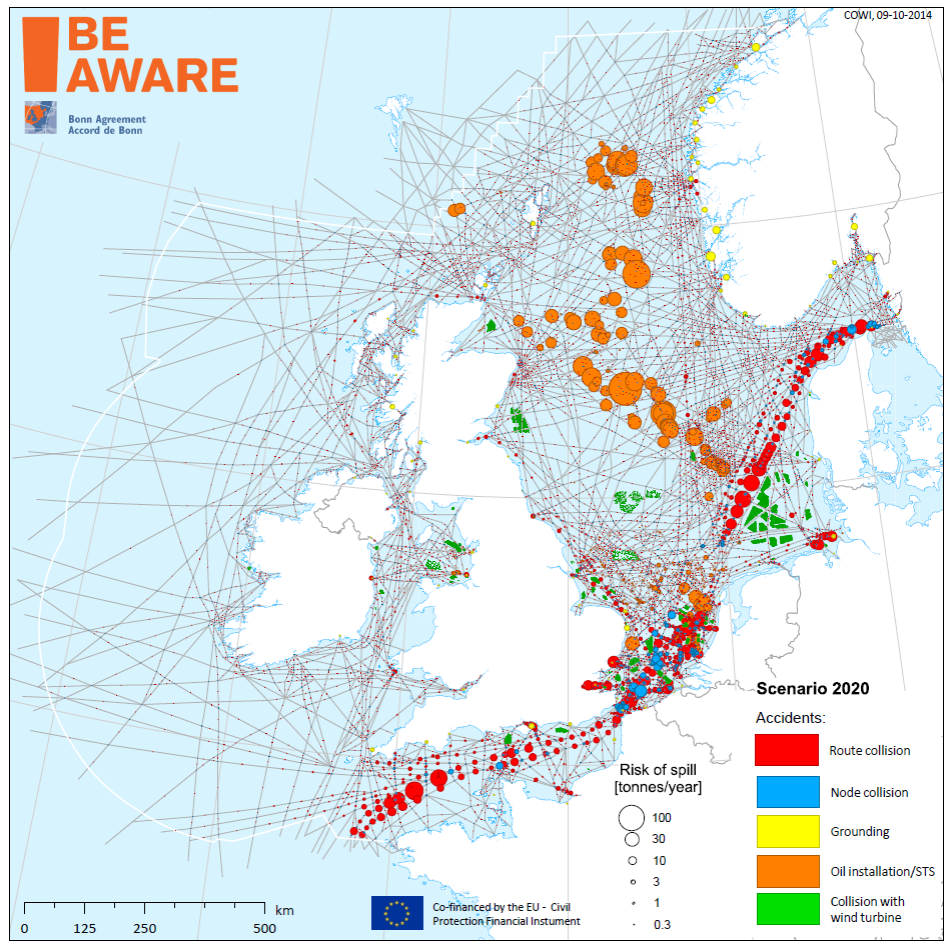 COWI, 09-10-2014
BE
AWARE
Bonn Agreement
Accord de Bonn
Scenario 2020
Accidents:
Route collision
Node collision
Grounding
Oil installation/STS
Collision with
wind turbine
Risk of spill
[tonnes/year]
100
30
10
3
1
0.3
km
0 125 250 500
Co-financed by the EU - Civil
Protection Financial Instument